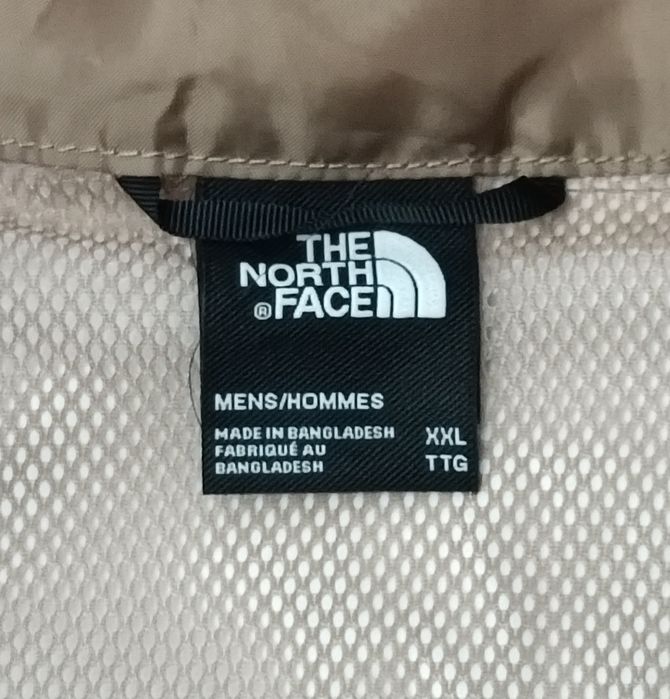 THE
NORTH
® FACE
MENS/HOMMES
MADE IN BANGLADESH XXL
FABRIQUÉ AU
BANGLADESH TTG